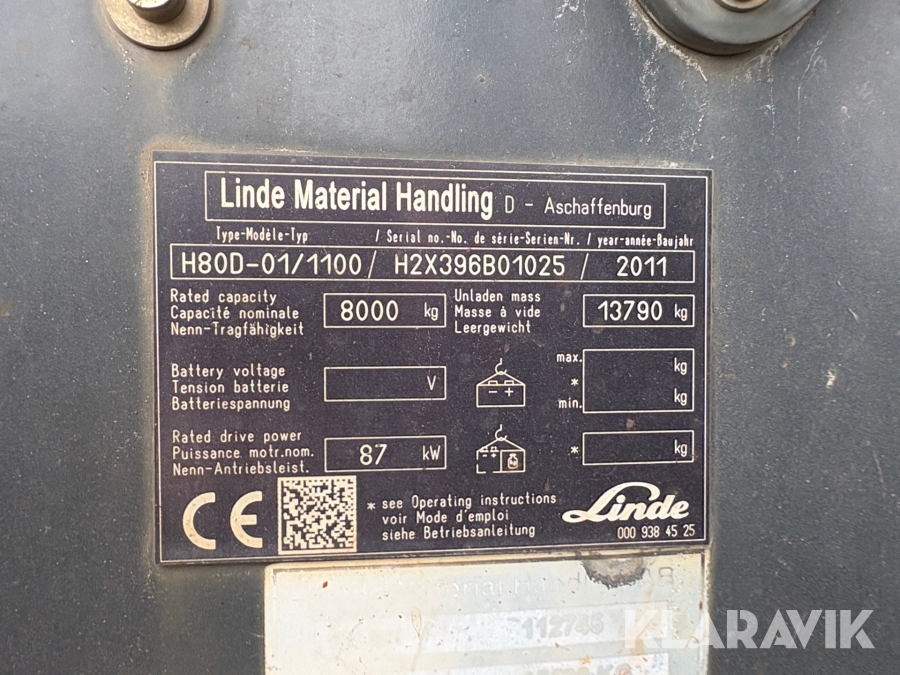 Linde Material Handling D - Aschaffenburg
Type-Modèle-Typ / Serial no.-No. de série-Serien-Nr. / year-année-Baujahr
H80D-01/1100 / H2X396B01025 / 2011
Rated capacity
Capacité nominale
Nenn-Tragfähigkeit
8000 kg
Unladen mass
Masse à vide
Leergewicht
13790 kg
Battery voltage
Tension batterie
Batteriespannung
V
max. kg
*
min. kg
Rated drive power
Puissance motr.nom.
Nenn-Antriebsleist.
87 kW
* kg
CE
* see Operating instructions
voir Mode d'emploi
siehe Betriebsanleitung
Linde
000 938 45 25
KLARAVIK